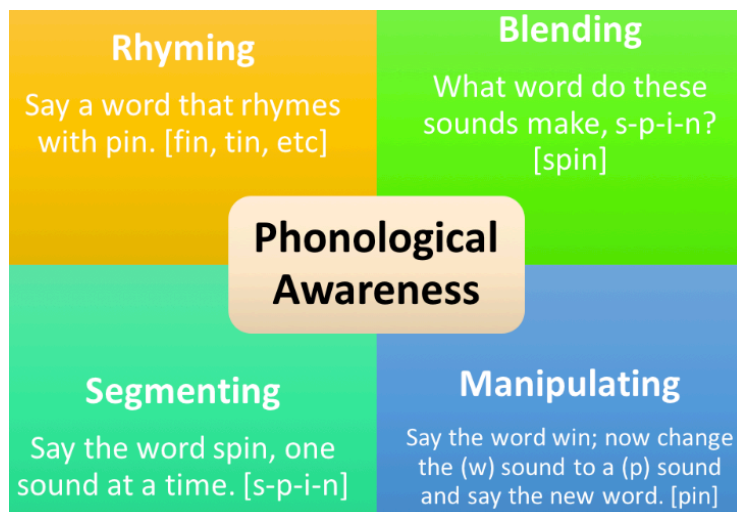 Rhyming
Say a word that rhymes
with pin. [fin, tin, etc]
Blending
What word do these
sounds make, s-p-i-n?
[spin]
Phonological
Awareness
Segmenting
Say the word spin, one
sound at a time. [s-p-i-n]
Manipulating
Say the word win; now change
the (w) sound to a (p) sound
and say the new word. [pin]